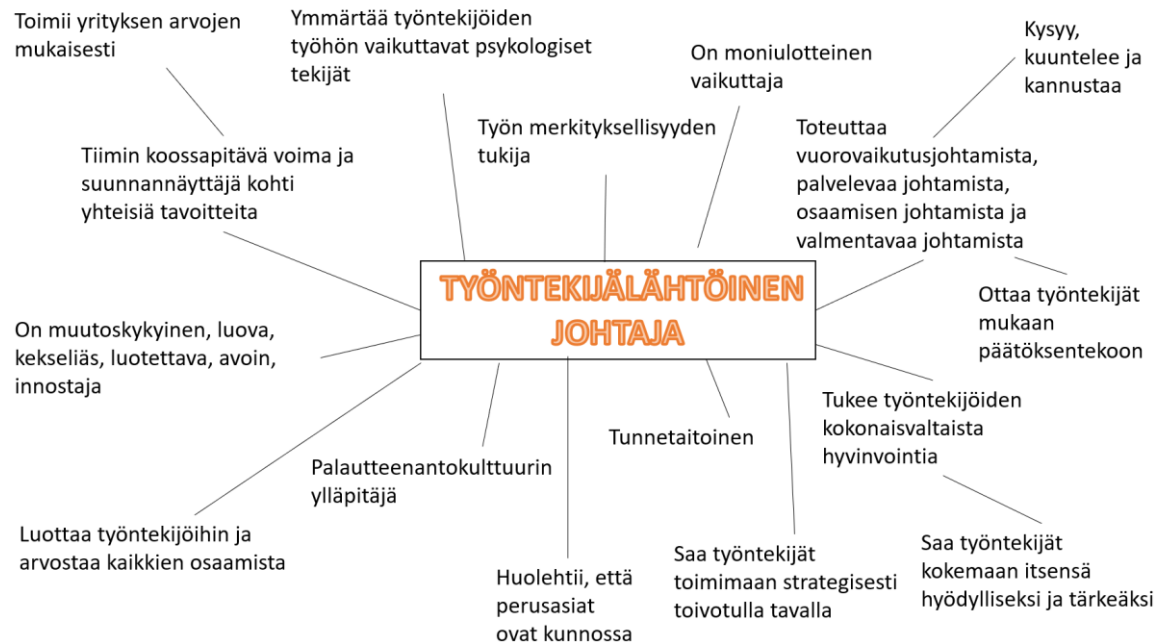 Toimii yrityksen arvojen
mukaisesti
Ymmärtää työntekijöiden
työhön vaikuttavat psykologiset
tekijät
On moniulotteinen
vaikuttaja
Kysyy,
kuuntelee ja
kannustaa
Tiimin koossapitävä voima ja
suunnannäyttäjä kohti
yhteisiä tavoitteita
Työn merkityksellisyyden
tukija
Toteuttaa
vuorovaikutusjohtamista,
palvelevaa johtamista,
osaamisen johtamista ja
valmentavaa johtamista
TYÖNTEKIJÄLÄHTÖINEN
JOHTAJA
Ottaa työntekijät
mukaan
päätöksentekoon
On muutoskykyinen, luova,
kekseliäs, luotettava, avoin,
innostaja
Palautteenantokulttuurin
ylläpitäjä
Tunnetaitoinen
Tukee työntekijöiden
kokonaisvaltaista
hyvinvointia
Luottaa työntekijöihin ja
arvostaa kaikkien osaamista
Huolehtii, että
perusasiat
ovat kunnossa
Saa työntekijät
toimimaan strategisesti
toivotulla tavalla
Saa työntekijät
kokemaan itsensä
hyödylliseksi ja tärkeäksi